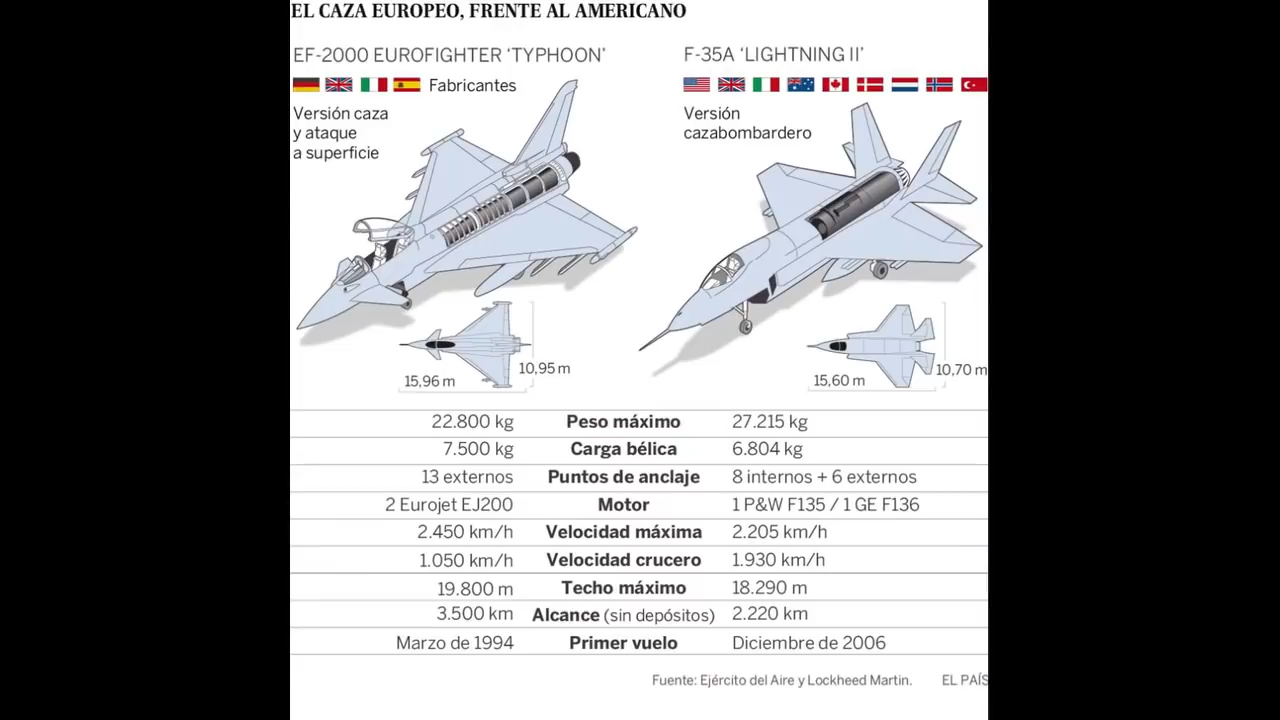 EL CAZA EUROPEO, FRENTE AL AMERICANO
EF-2000 EUROFIGHTER ‘TYPHOON’
Fabricantes
Versión caza
y ataque
a superficie
15,96 m
10,95 m
F-35A ‘LIGHTNING II’
Versión
cazabombardero
15,60 m
10,70 m
22.800 kg Peso máximo 27.215 kg
7.500 kg Carga bélica 6.804 kg
13 externos Puntos de anclaje 8 internos + 6 externos
2 Eurojet EJ200 Motor 1 P&W F135 / 1 GE F136
2.450 km/h Velocidad máxima 2.205 km/h
1.050 km/h Velocidad crucero 1.930 km/h
19.800 m Techo máximo 18.290 m
3.500 km Alcance (sin depósitos) 2.220 km
Marzo de 1994 Primer vuelo Diciembre de 2006
Fuente: Ejército del Aire y Lockheed Martin. EL PAÍS